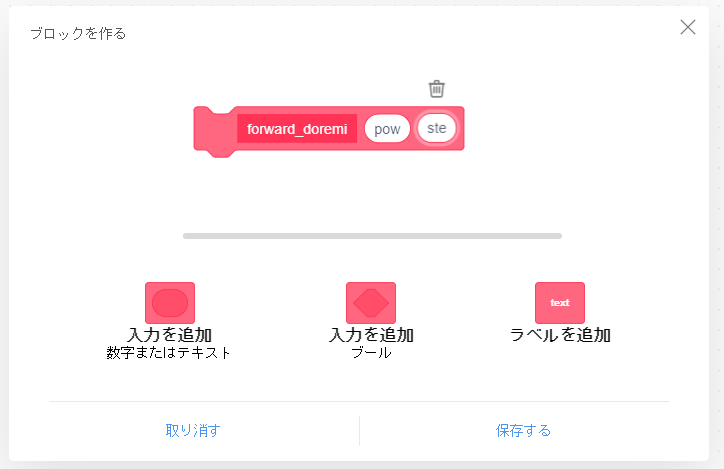 ブロックを作る
forward_doremi pow ste
text
入力を追加 入力を追加 ラベルを追加
数字またはテキスト ブール
取り消す 保存する